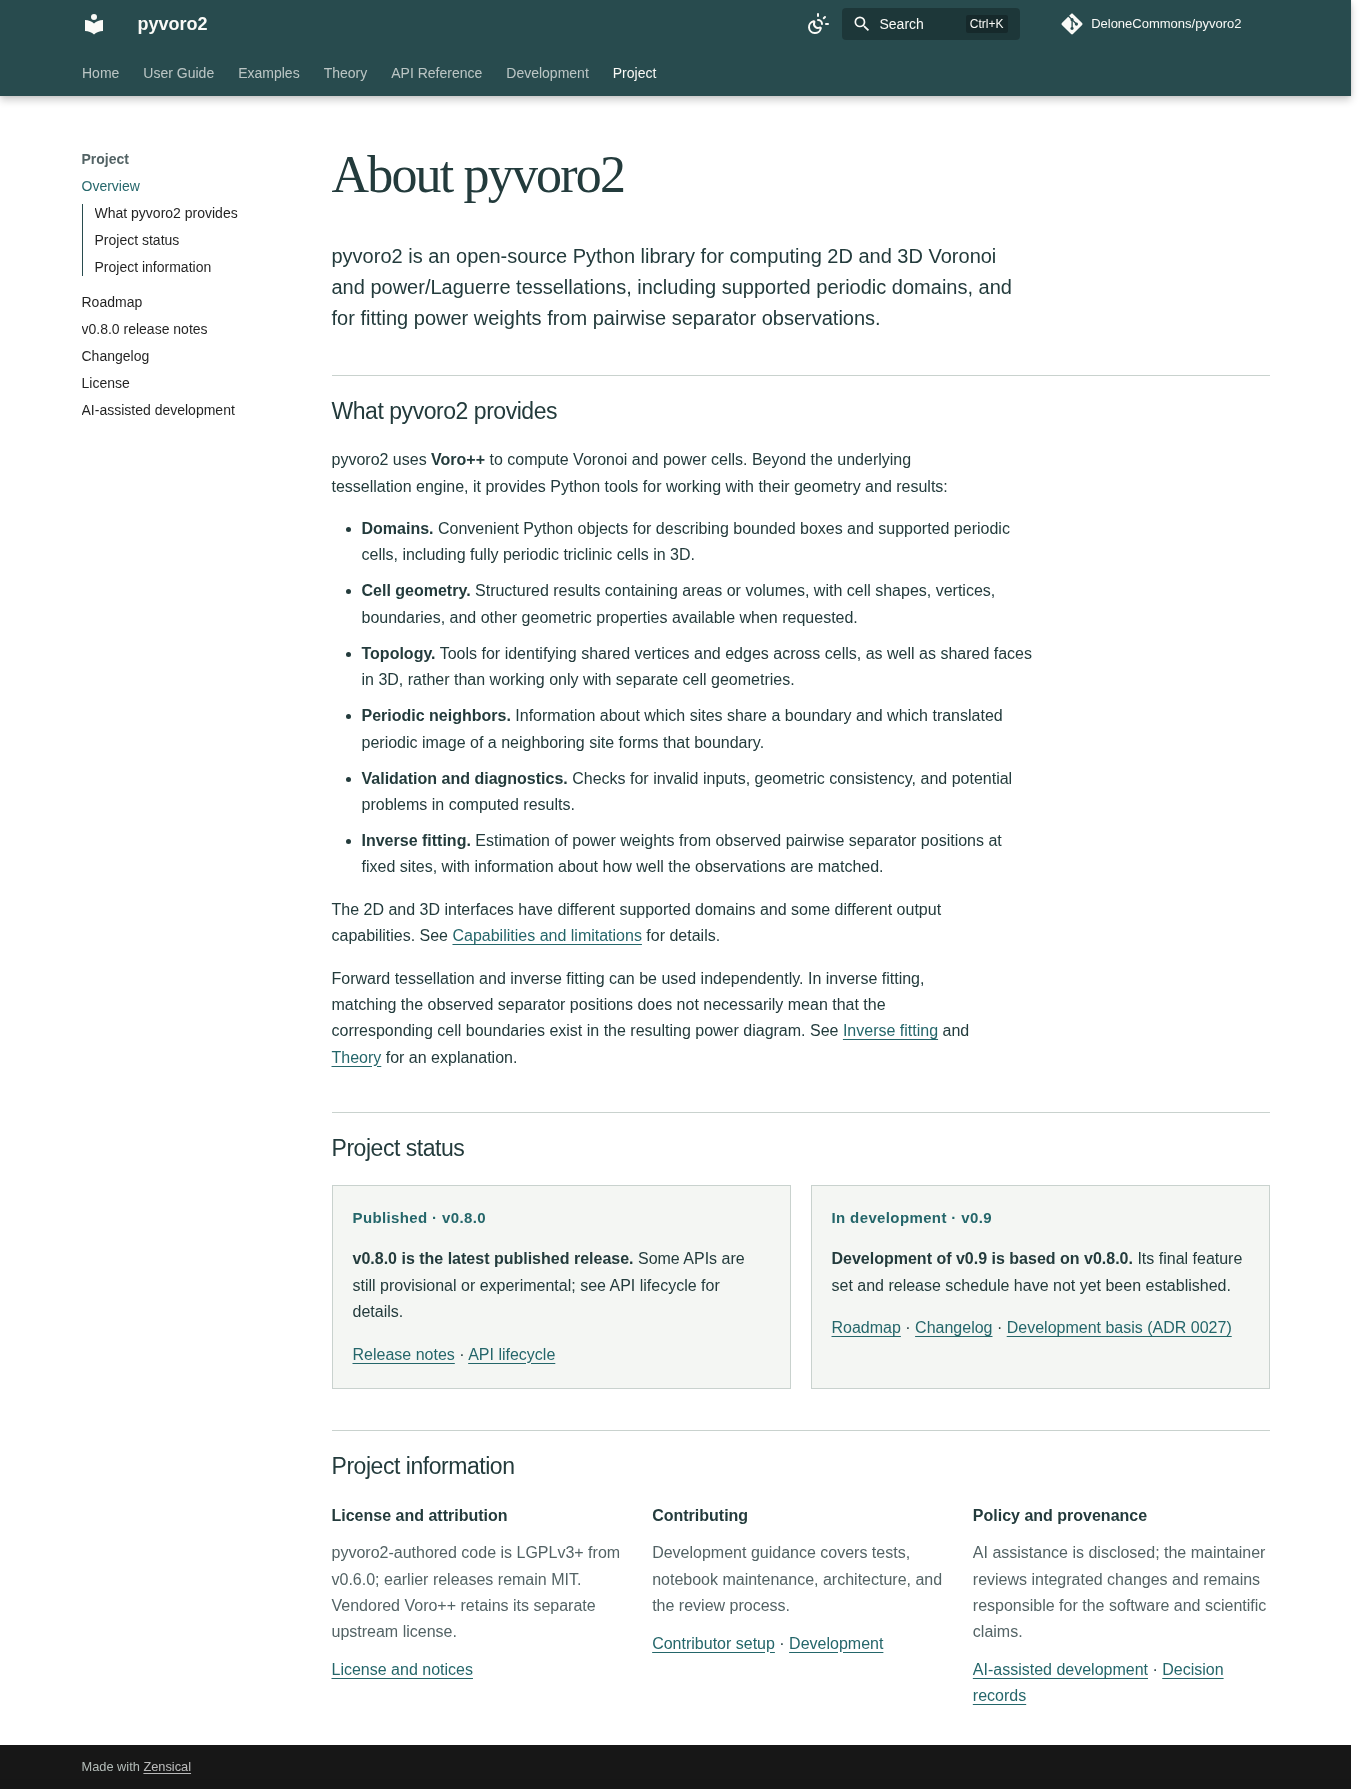 pyvoro2
Search
Ctrl+K
DeloneCommons/pyvoro2
Home
User Guide
Examples
Theory
API Reference
Development
Project
Project
Overview
What pyvoro2 provides
Project status
Project information
Roadmap
v0.8.0 release notes
Changelog
License
AI-assisted development
About pyvoro2
pyvoro2 is an open-source Python library for computing 2D and 3D Voronoi
and power/Laguerre tessellations, including supported periodic domains, and
for fitting power weights from pairwise separator observations.
What pyvoro2 provides
pyvoro2 uses Voro++ to compute Voronoi and power cells. Beyond the underlying
tessellation engine, it provides Python tools for working with their geometry and results:
• Domains. Convenient Python objects for describing bounded boxes and supported periodic
cells, including fully periodic triclinic cells in 3D.
• Cell geometry. Structured results containing areas or volumes, with cell shapes, vertices,
boundaries, and other geometric properties available when requested.
• Topology. Tools for identifying shared vertices and edges across cells, as well as shared faces
in 3D, rather than working only with separate cell geometries.
• Periodic neighbors. Information about which sites share a boundary and which translated
periodic image of a neighboring site forms that boundary.
• Validation and diagnostics. Checks for invalid inputs, geometric consistency, and potential
problems in computed results.
• Inverse fitting. Estimation of power weights from observed pairwise separator positions at
fixed sites, with information about how well the observations are matched.
The 2D and 3D interfaces have different supported domains and some different output
capabilities. See Capabilities and limitations for details.
Forward tessellation and inverse fitting can be used independently. In inverse fitting,
matching the observed separator positions does not necessarily mean that the
corresponding cell boundaries exist in the resulting power diagram. See Inverse fitting and
Theory for an explanation.
Project status
Published · v0.8.0
v0.8.0 is the latest published release. Some APIs are
still provisional or experimental; see API lifecycle for
details.
Release notes · API lifecycle
In development · v0.9
Development of v0.9 is based on v0.8.0. Its final feature
set and release schedule have not yet been established.
Roadmap · Changelog · Development basis (ADR 0027)
Project information
License and attribution
pyvoro2-authored code is LGPLv3+ from
v0.6.0; earlier releases remain MIT.
Vendored Voro++ retains its separate
upstream license.
License and notices
Contributing
Development guidance covers tests,
notebook maintenance, architecture, and
the review process.
Contributor setup · Development
Policy and provenance
AI assistance is disclosed; the maintainer
reviews integrated changes and remains
responsible for the software and scientific
claims.
AI-assisted development · Decision
records
Made with Zensical